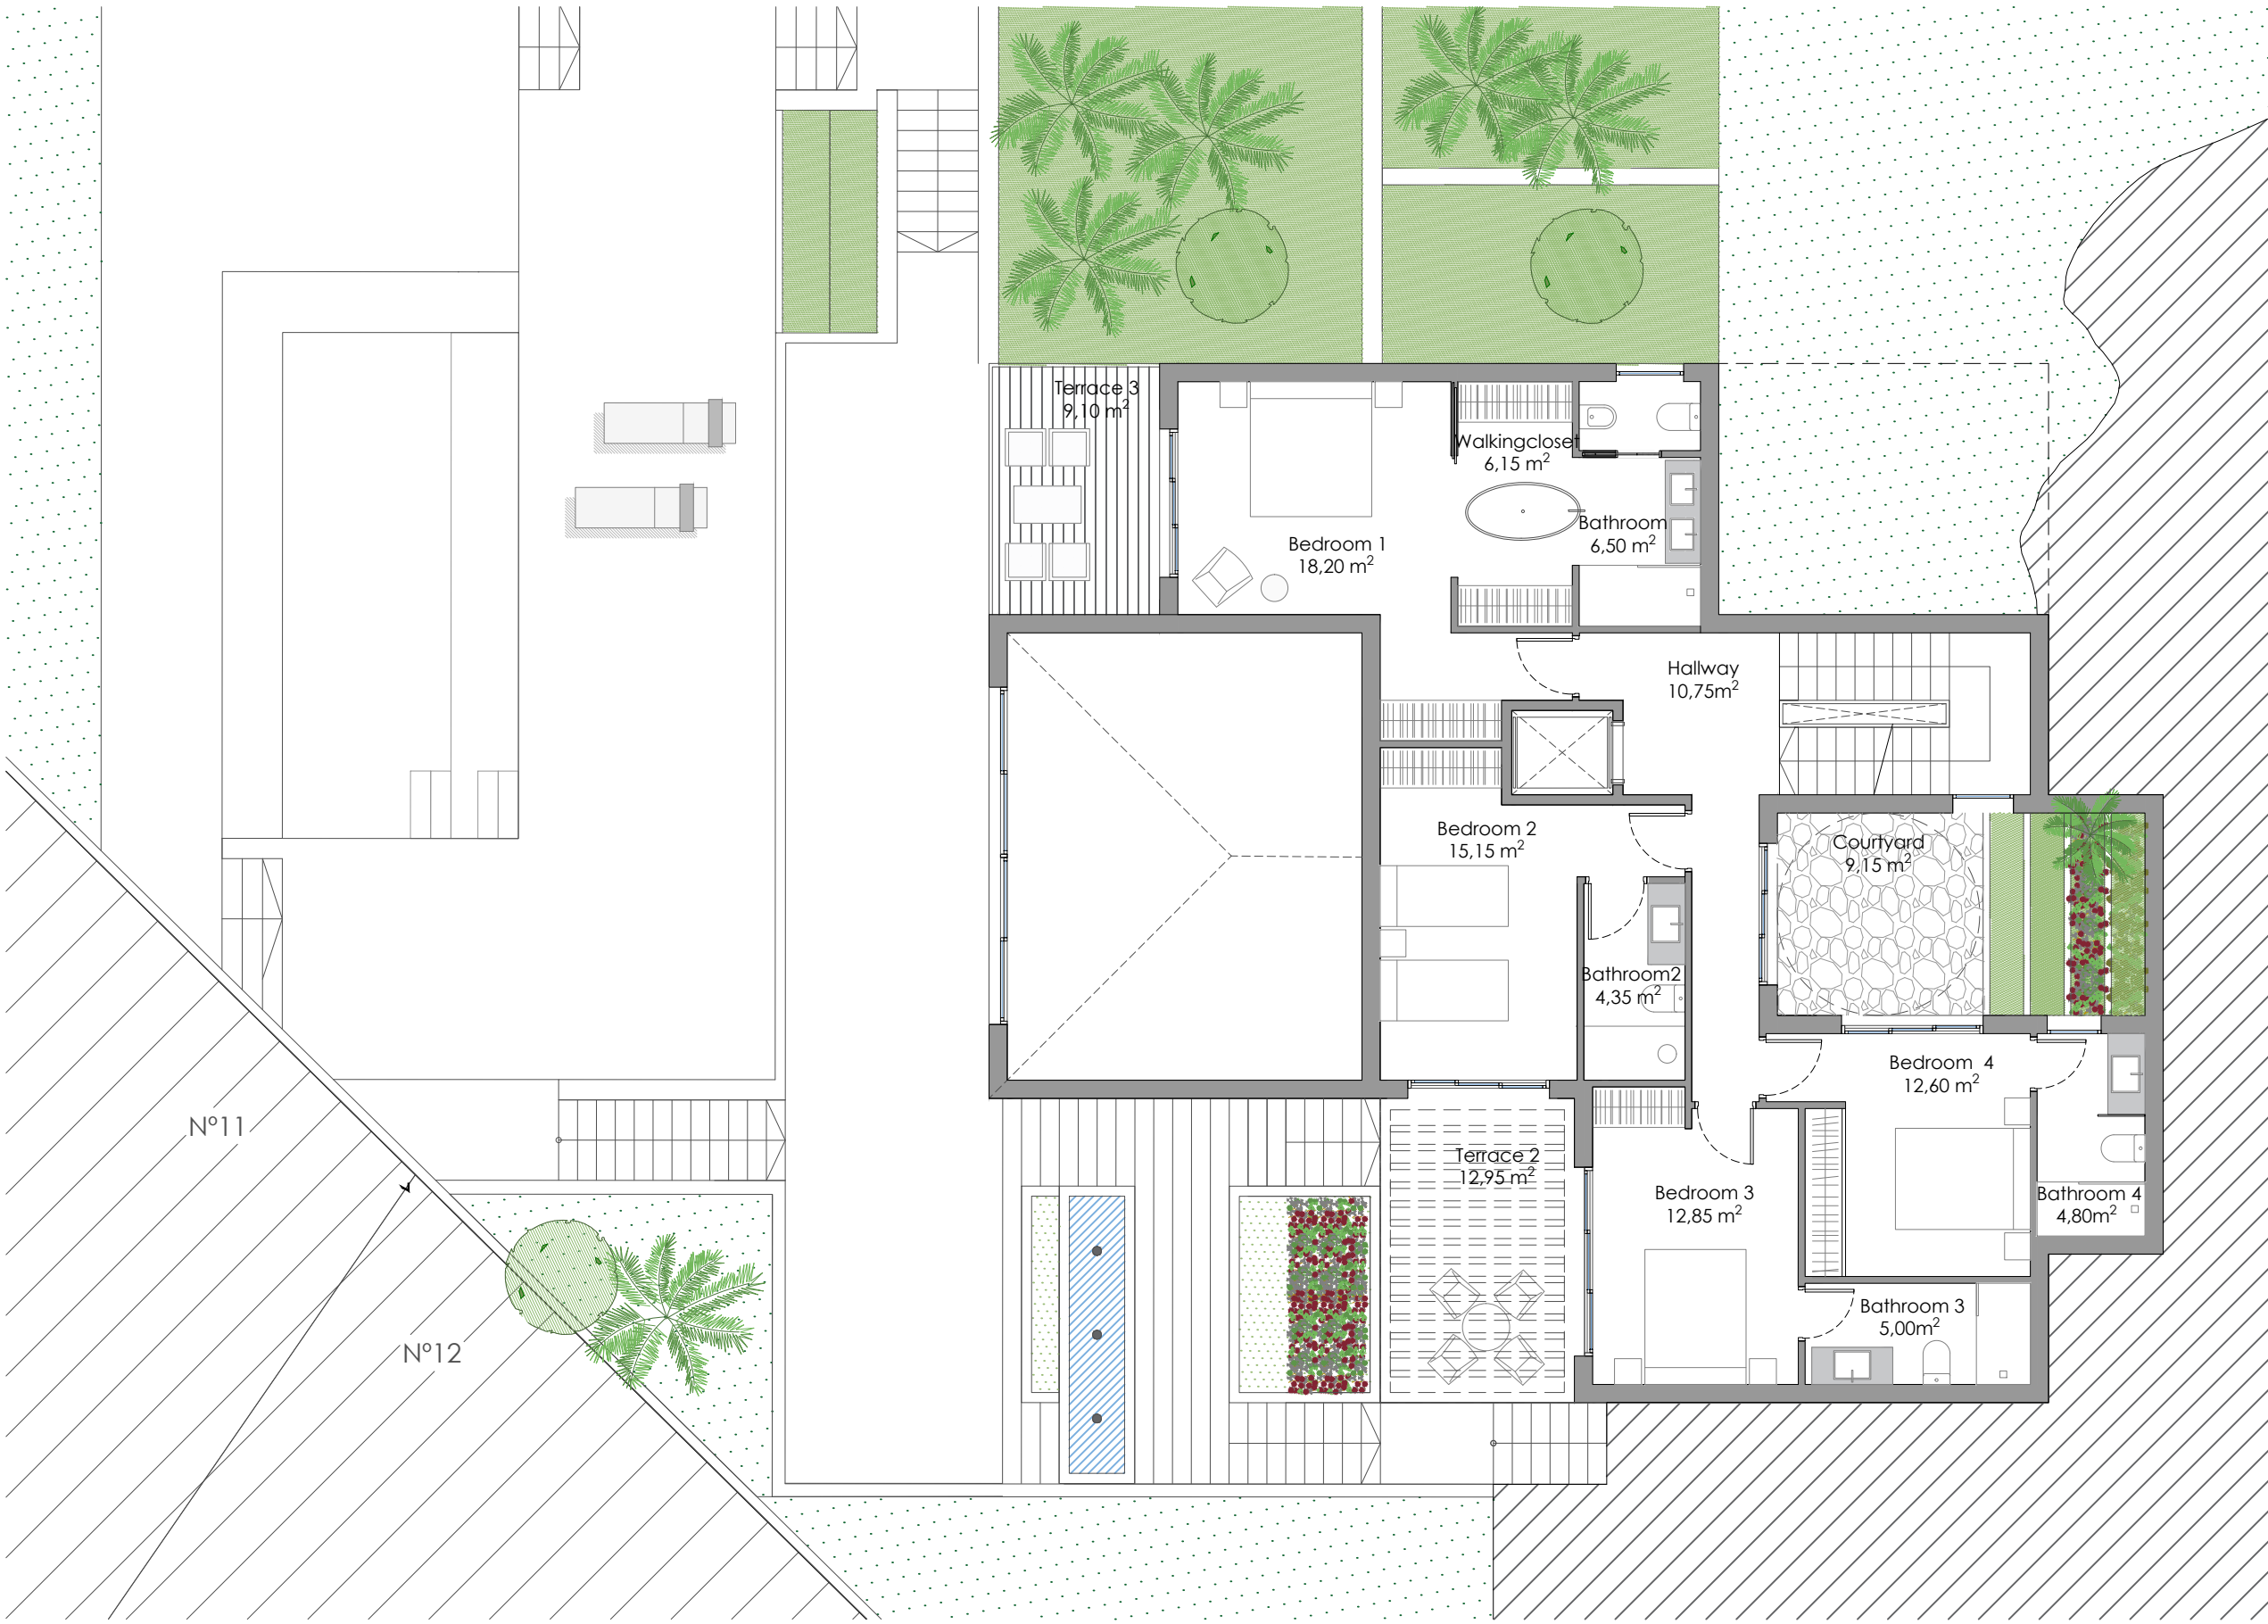 Terrace 3
9,10 m²
Walkingcloset
6,15 m²
Bathroom
6,50 m²
Bedroom 1
18,20 m²
Hallway
10,75m²
Bedroom 2
15,15 m²
Courtyard
9,15 m²
Bathroom2
4,35 m²
Bedroom  4
12,60 m²
Nº11
Terrace 2
12,95 m²
Bedroom 3
12,85 m²
Bathroom 4
4,80m²
Bathroom 3
5,00m²
Nº12